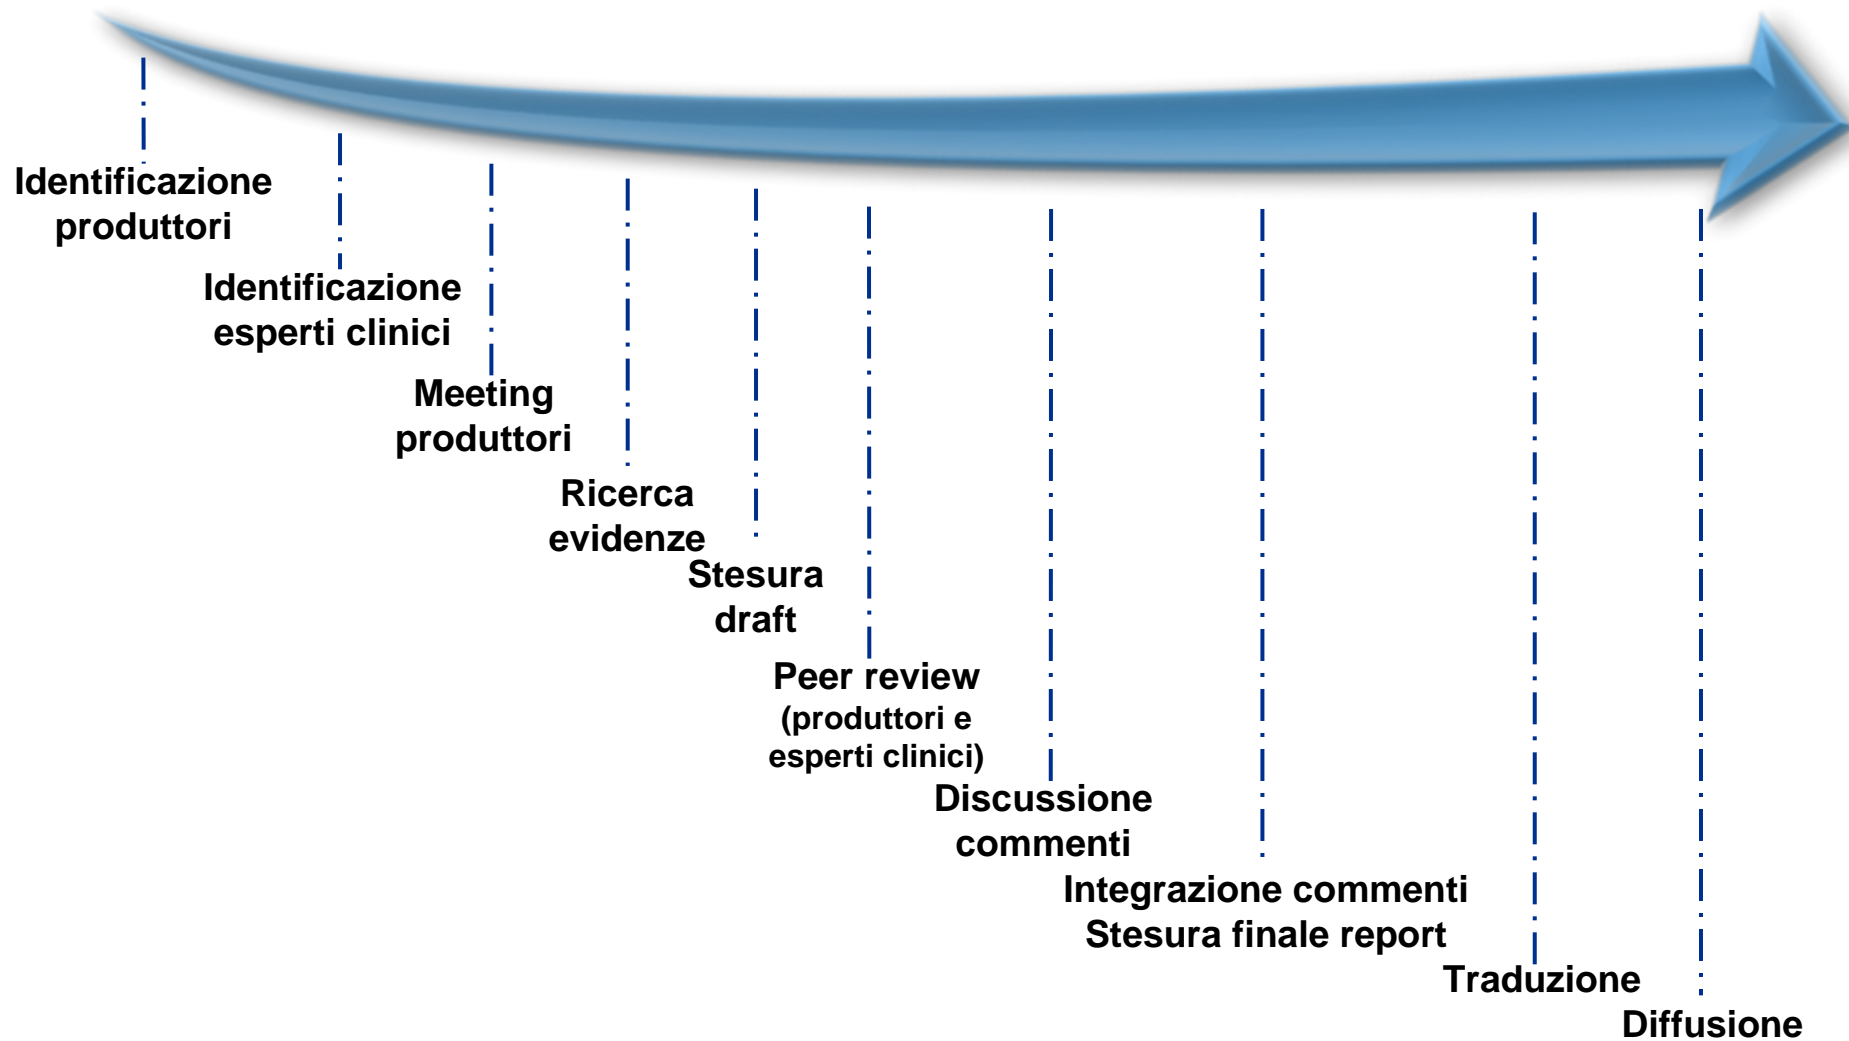 Identificazione
produttori
Identificazione
esperti clinici
Meeting
produttori
Ricerca
evidenze
Stesura
draft
Peer review
(produttori e
esperti clinici)
Discussione
commenti
Integrazione commenti
Stesura finale report
Traduzione
Diffusione